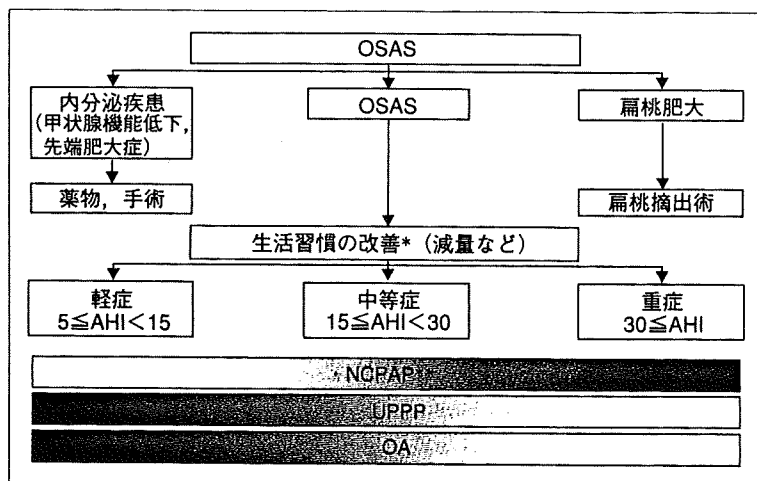 OSAS
内分泌疾患
(甲状腺機能低下,
先端肥大症)
OSAS
扁桃肥大
薬物，手術
扁桃摘出術
生活習慣の改善* (減量など)
軽症
5≦AHI＜15
中等症
15≦AHI＜30
重症
30≦AHI
NCPAP**
UPPP
OA